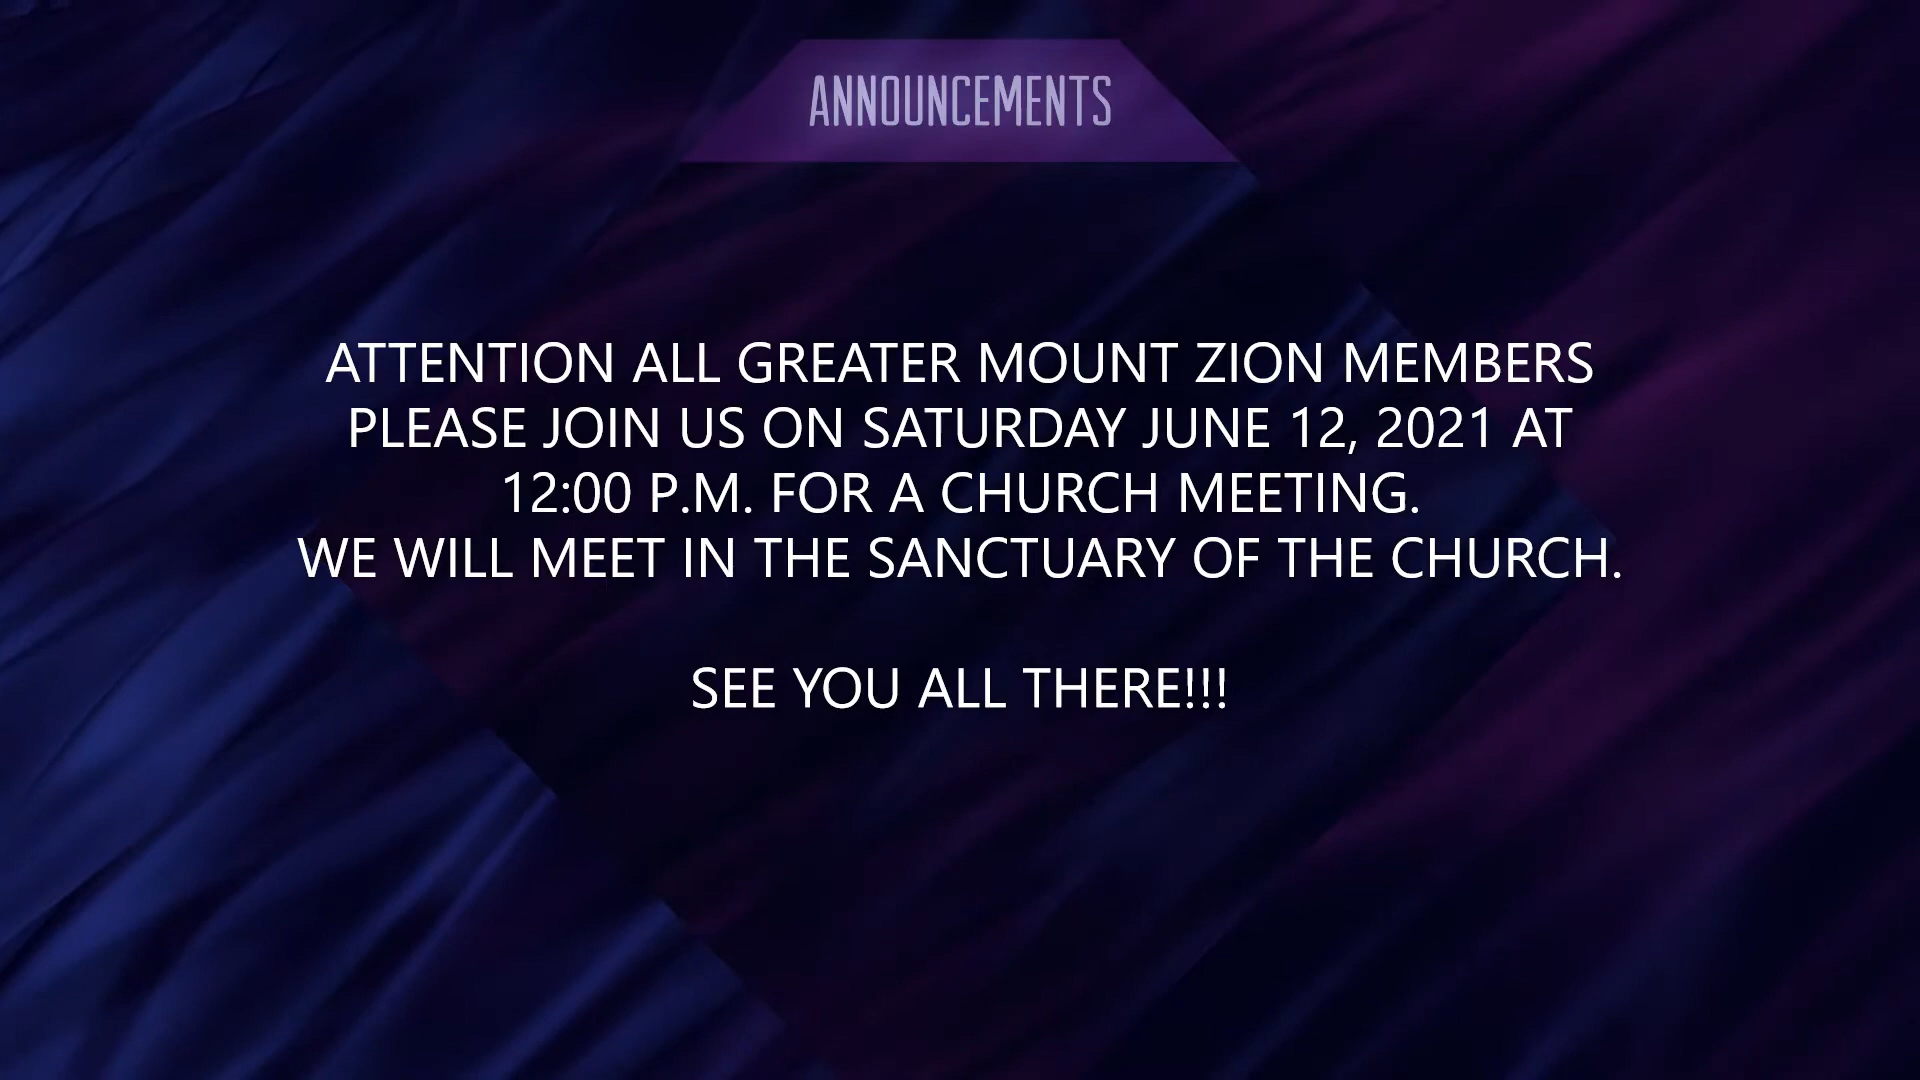 ANNOUNCEMENTS
ATTENTION ALL GREATER MOUNT ZION MEMBERS
PLEASE JOIN US ON SATURDAY JUNE 12, 2021 AT
12:00 P.M. FOR A CHURCH MEETING.
WE WILL MEET IN THE SANCTUARY OF THE CHURCH.
SEE YOU ALL THERE!!!